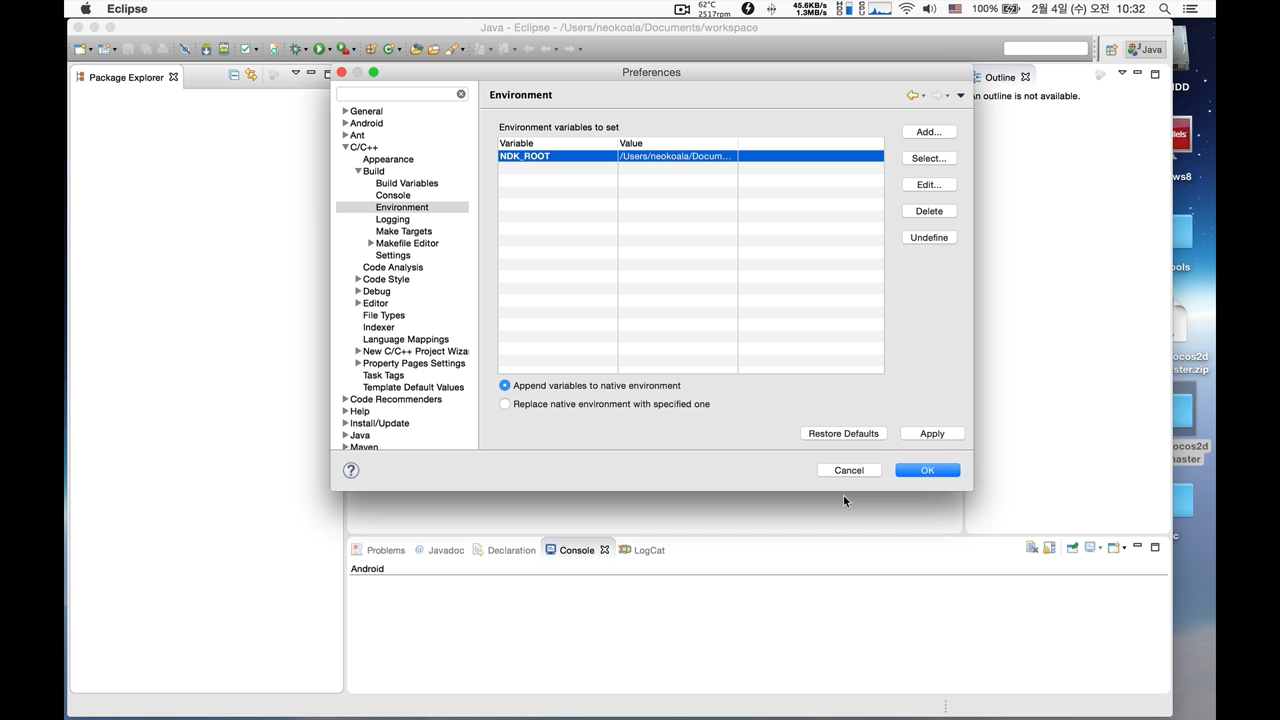 Eclipse
62°C
2517rpm
45.6KB/s
1.3MB/s
100%
2월 4일 (수) 오전 10:32
Java - Eclipse - /Users/neokoala/Documents/workspace
Java
Package Explorer
Outline
An outline is not available.
Preferences
Environment
General
Android
Ant
C/C++
Appearance
Build
Build Variables
Console
Environment
Logging
Make Targets
Makefile Editor
Settings
Code Analysis
Code Style
Debug
Editor
File Types
Indexer
Language Mappings
New C/C++ Project Wiza
Property Pages Settings
Task Tags
Template Default Values
Code Recommenders
Help
Install/Update
Java
Maven
Environment variables to set
Variable Value
NDK_ROOT /Users/neokoala/Docum...
Add...
Select...
Edit...
Delete
Undefine
Append variables to native environment
Replace native environment with specified one
Restore Defaults Apply
? Cancel OK
Problems @ Javadoc Declaration Console LogCat
Android
DD
ws8
ools
ocos2d
ster.zip
ocos2d
master
c